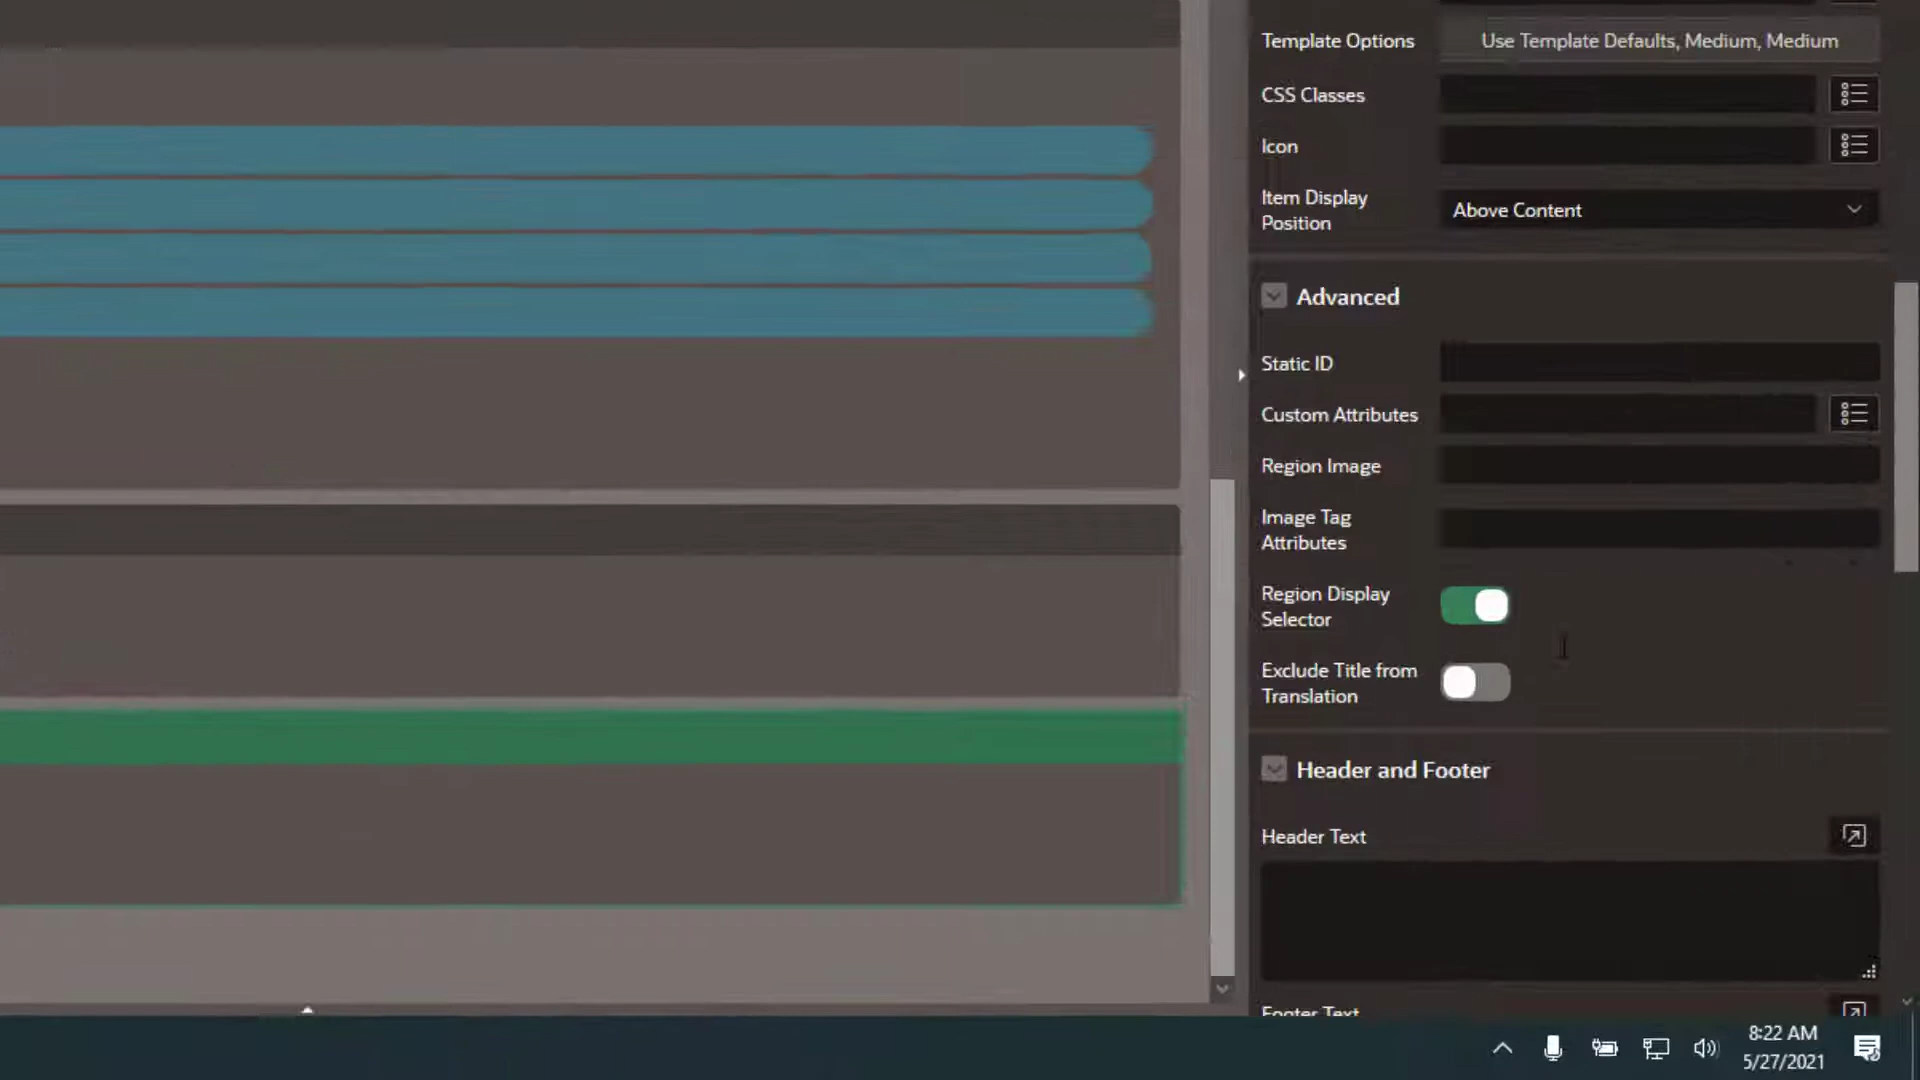 Template Options
Use Template Defaults, Medium, Medium
CSS Classes
Icon
Item Display
Position
Above Content
Advanced
Static ID
Custom Attributes
Region Image
Image Tag
Attributes
Region Display
Selector
Exclude Title from
Translation
Header and Footer
Header Text
Footer Text
8:22 AM
5/27/2021